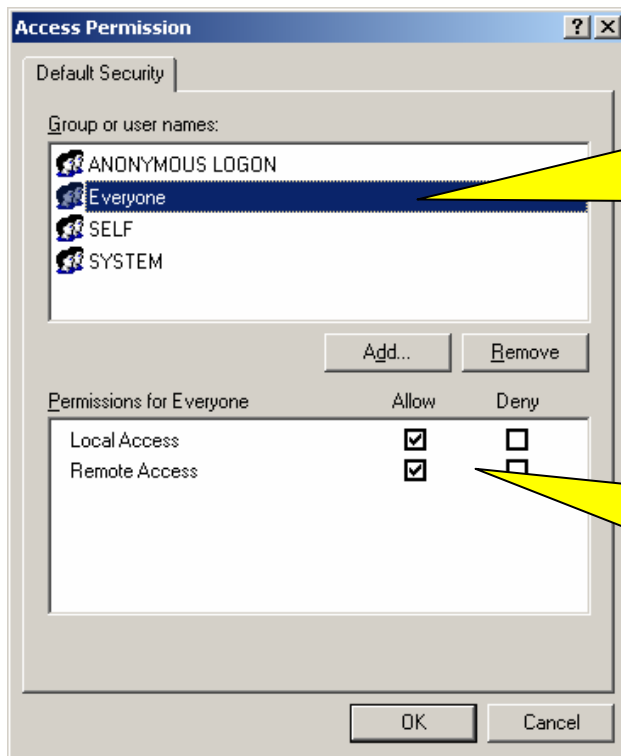 Access Permission
Default Security
Group or user names:
ANONYMOUS LOGON
Everyone
SELF
SYSTEM
Add... Remove
Permissions for Everyone Allow Deny
Local Access
Remote Access
OK Cancel